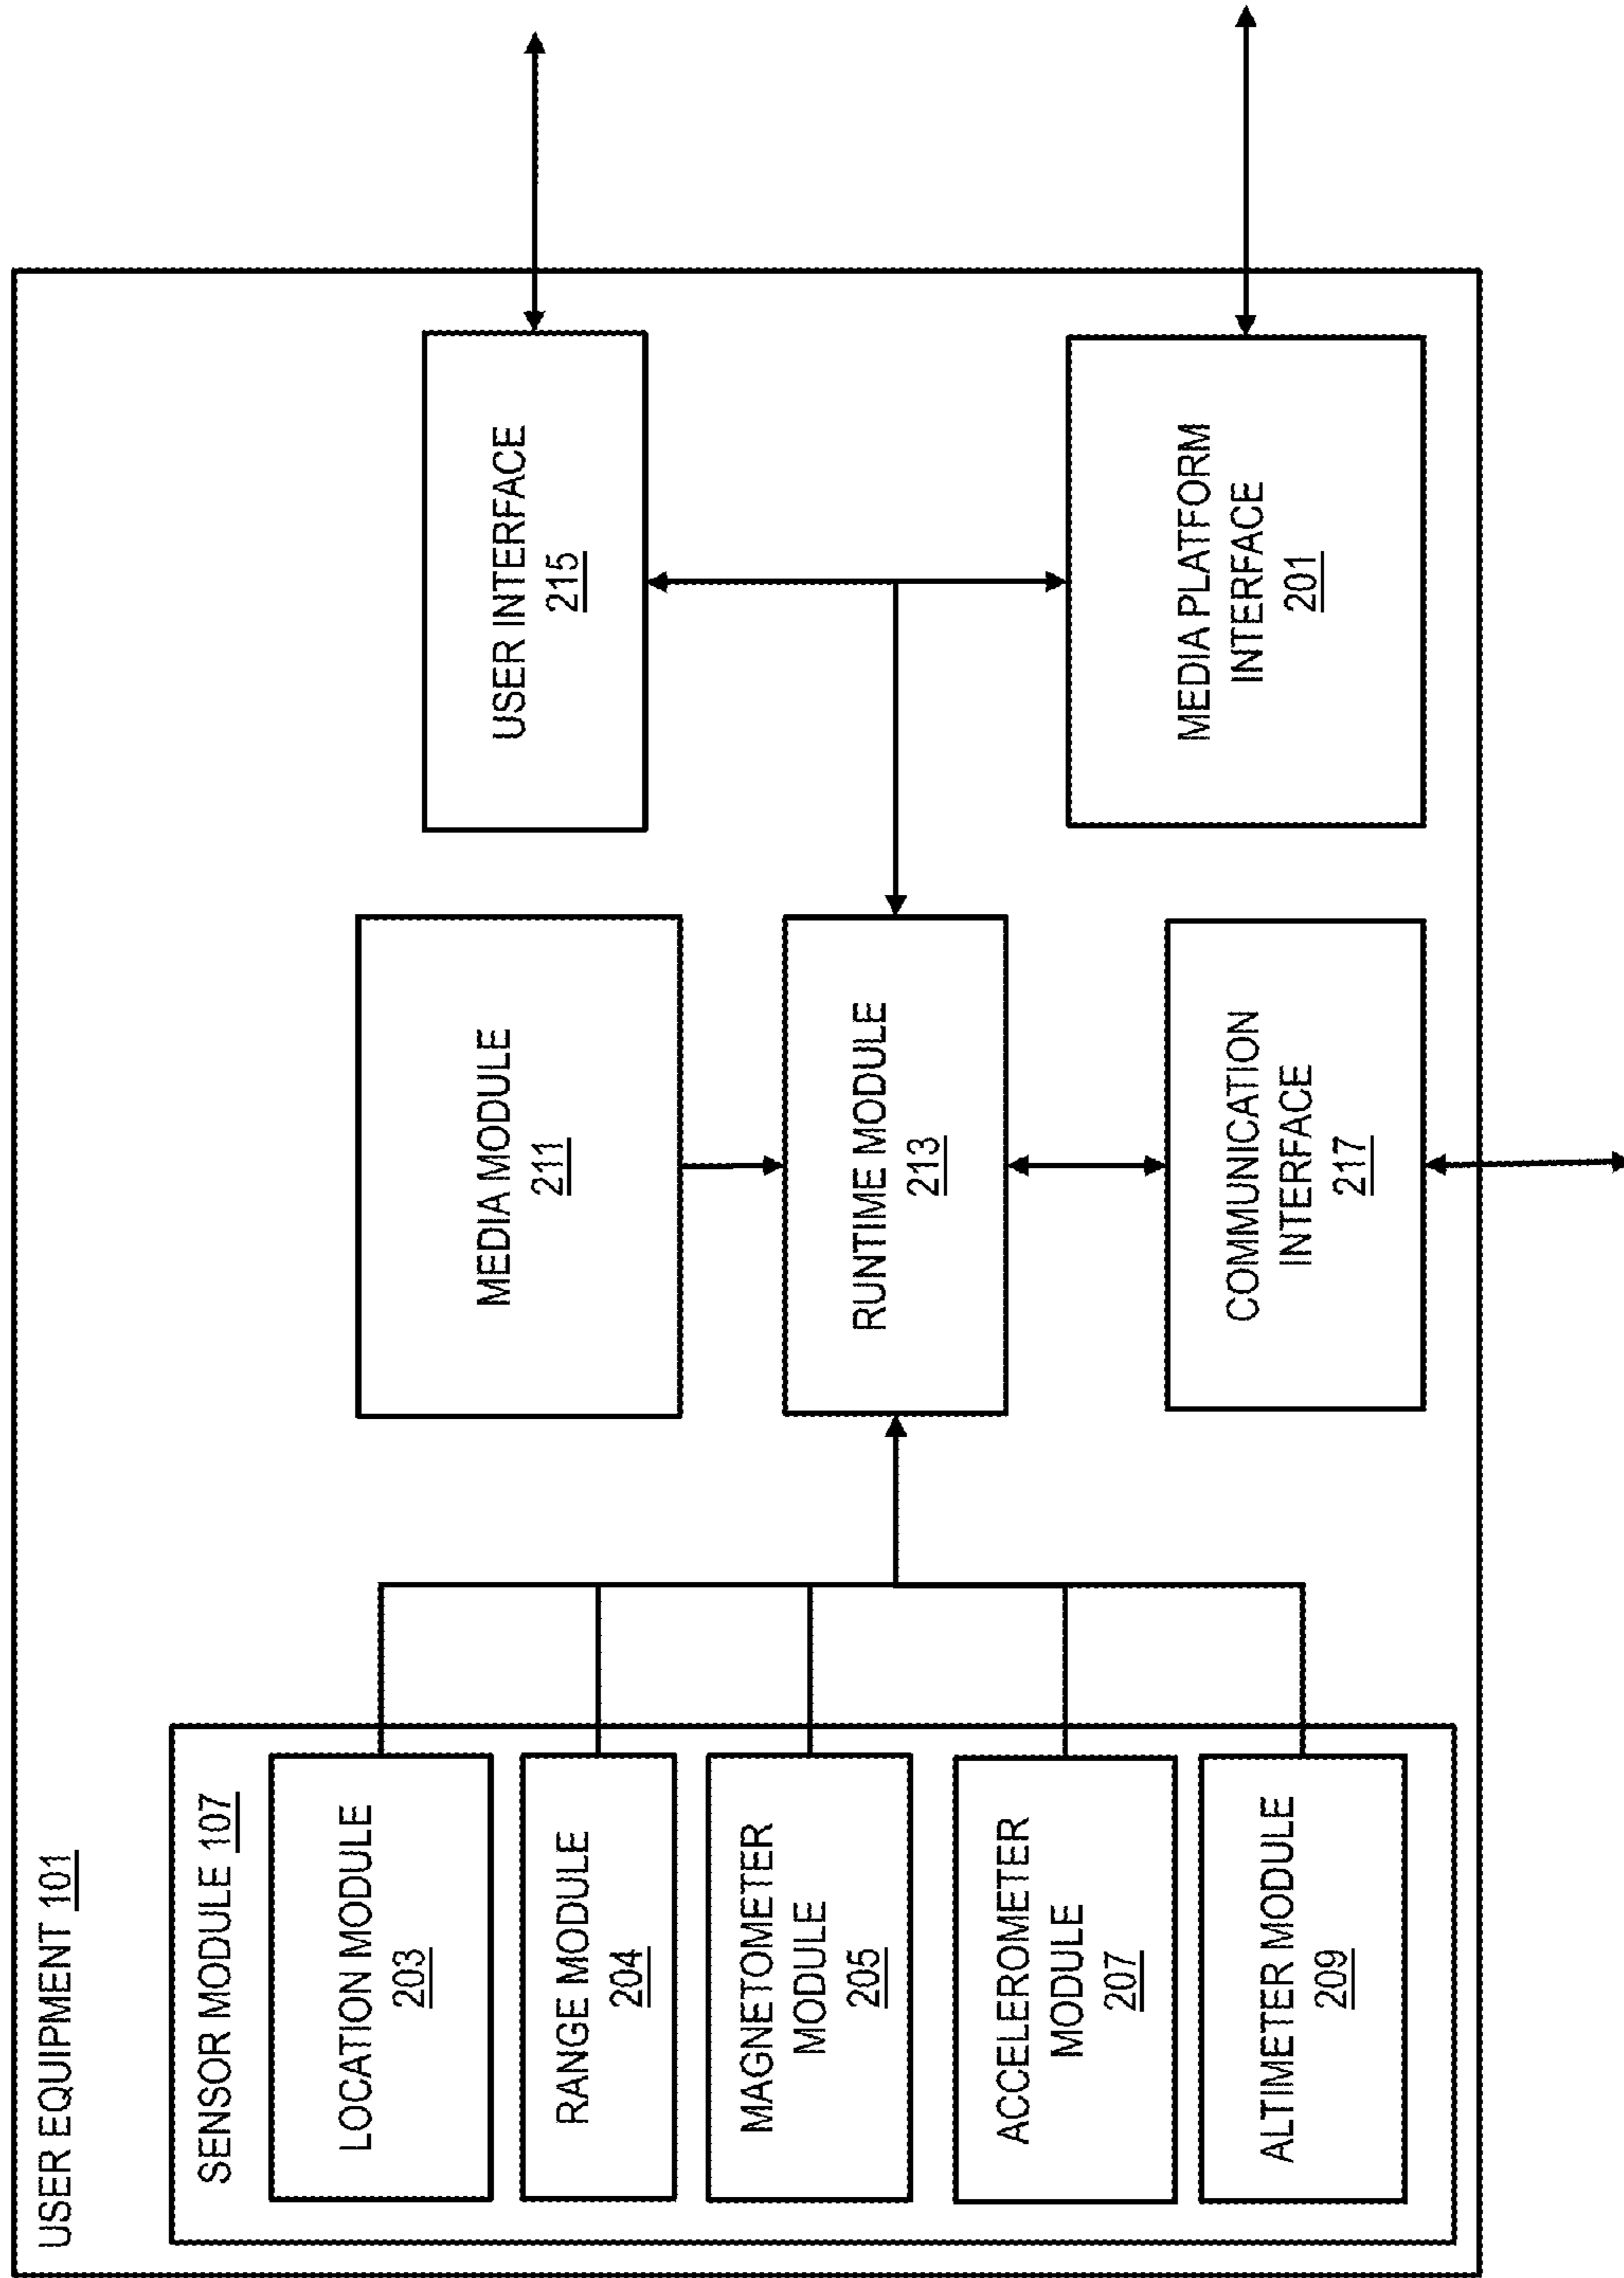 USER EQUIPMENT 101
SENSOR MODULE 107
LOCATION MODULE
203
RANGE MODULE
204
MAGNETOMETER
MODULE
205
ACCELEROMETER
MODULE
207
ALTIMETER MODULE
209
MEDIA MODULE
211
RUNTIME MODULE
213
COMMUNICATION
INTERFACE
217
USER INTERFACE
215
MEDIA PLATFORM
INTERFACE
201